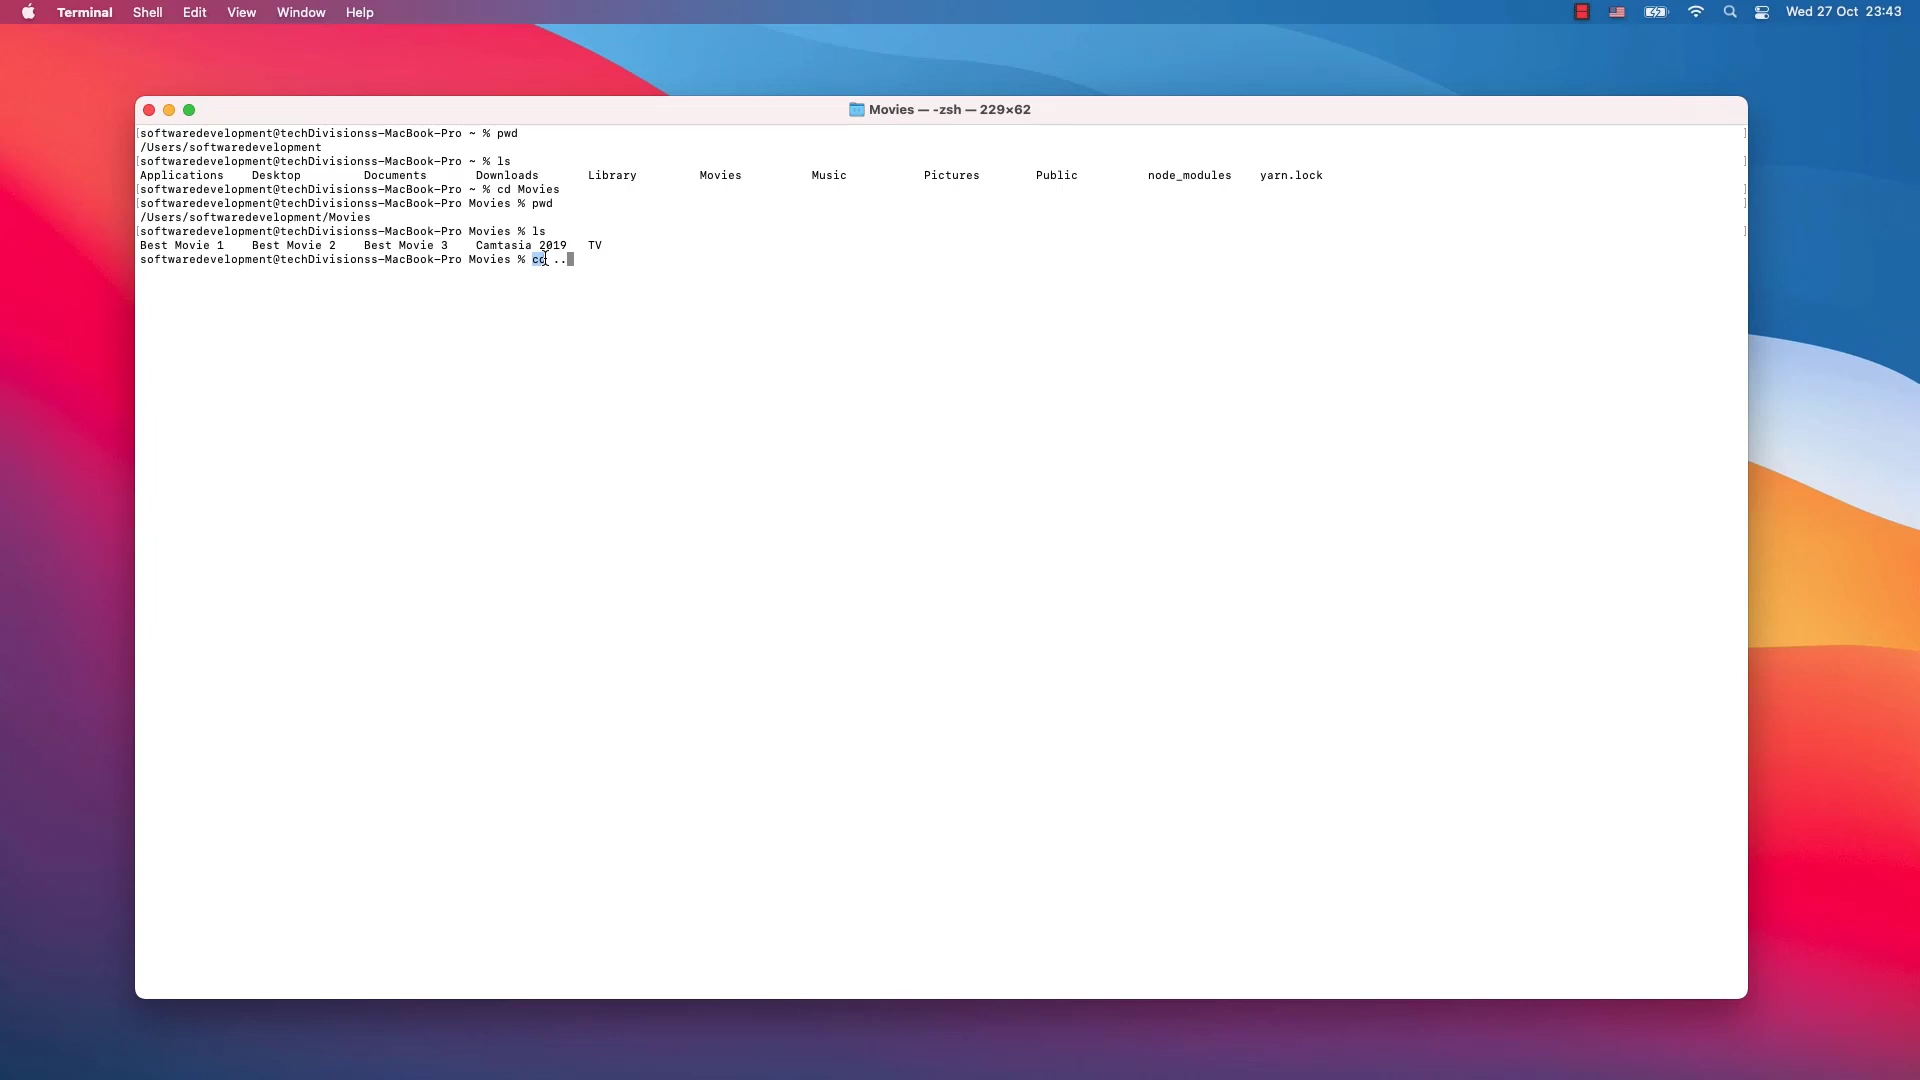 Terminal Shell Edit View Window Help Wed 27 Oct 23:43
Movies — -zsh — 229×62
[softwaredevelopment@techDivisionss-MacBook-Pro ~ % pwd ]
/Users/softwaredevelopment
[softwaredevelopment@techDivisionss-MacBook-Pro ~ % ls ]
Applications Desktop Documents Downloads Library Movies Music Pictures Public node_modules yarn.lock
[softwaredevelopment@techDivisionss-MacBook-Pro ~ % cd Movies ]
[softwaredevelopment@techDivisionss-MacBook-Pro Movies % pwd ]
/Users/softwaredevelopment/Movies
[softwaredevelopment@techDivisionss-MacBook-Pro Movies % ls ]
Best Movie 1 Best Movie 2 Best Movie 3 Camtasia 2019 TV
softwaredevelopment@techDivisionss-MacBook-Pro Movies % cd ..